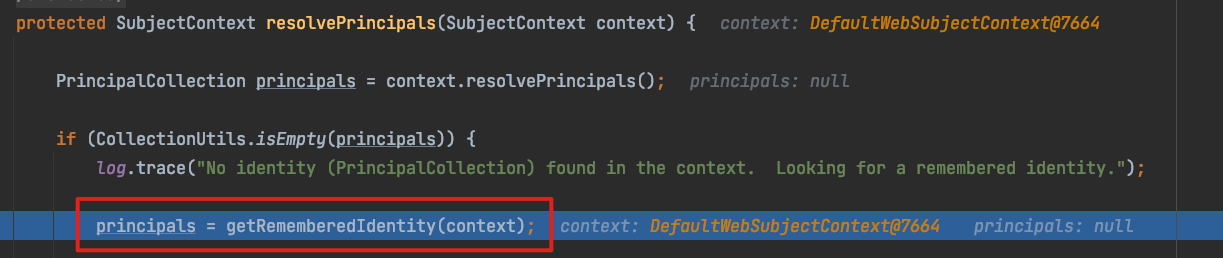 protected SubjectContext resolvePrincipals(SubjectContext context) {  context: DefaultWebSubjectContext@7664
PrincipalCollection principals = context.resolvePrincipals();  principals: null
if (CollectionUtils.isEmpty(principals)) {
log.trace("No identity (PrincipalCollection) found in the context.  Looking for a remembered identity.");
principals = getRememberedIdentity(context);  context: DefaultWebSubjectContext@7664  principals: null